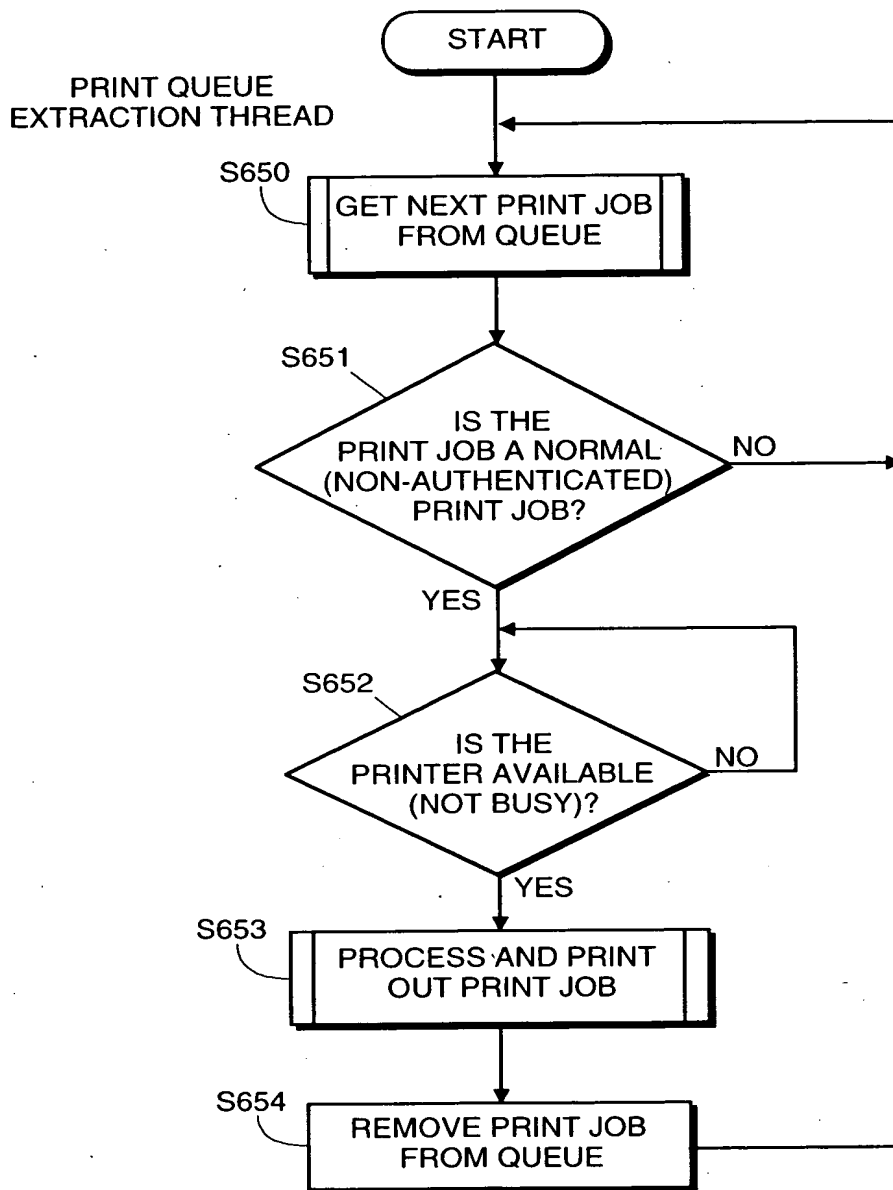 START
PRINT QUEUE
EXTRACTION THREAD
S650
GET NEXT PRINT JOB
FROM QUEUE
S651
IS THE
PRINT JOB A NORMAL
(NON-AUTHENTICATED)
PRINT JOB?
NO
YES
S652
IS THE
PRINTER AVAILABLE
(NOT BUSY)?
NO
YES
S653
PROCESS AND PRINT
OUT PRINT JOB
S654
REMOVE PRINT JOB
FROM QUEUE